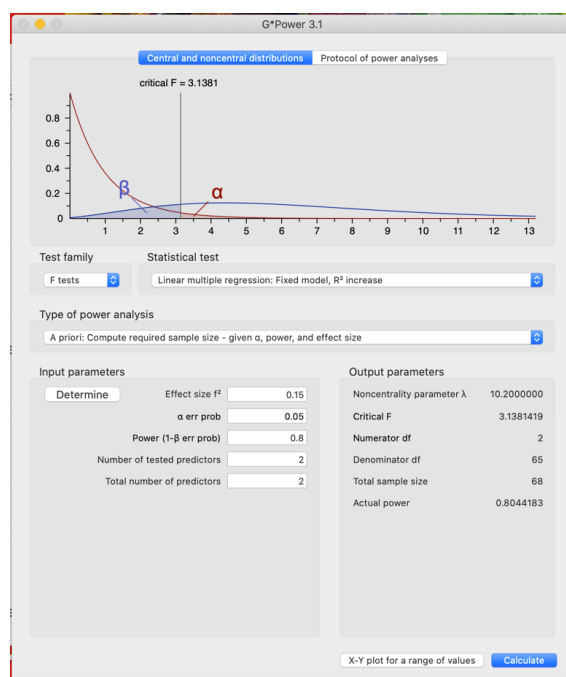 G*Power 3.1
Central and noncentral distributions Protocol of power analyses
critical F = 3.1381
0.8
0.6
0.4
0.2
0
β
α
1 2 3 4 5 6 7 8 9 10 11 12 13
Test family Statistical test
F tests Linear multiple regression: Fixed model, R² increase
Type of power analysis
A priori: Compute required sample size - given α, power, and effect size
Input parameters Output parameters
Determine Effect size f² 0.15 Noncentrality parameter λ 10.2000000
α err prob 0.05 Critical F 3.1381419
Power (1-β err prob) 0.8 Numerator df 2
Number of tested predictors 2 Denominator df 65
Total number of predictors 2 Total sample size 68
Actual power 0.8044183
X-Y plot for a range of values Calculate